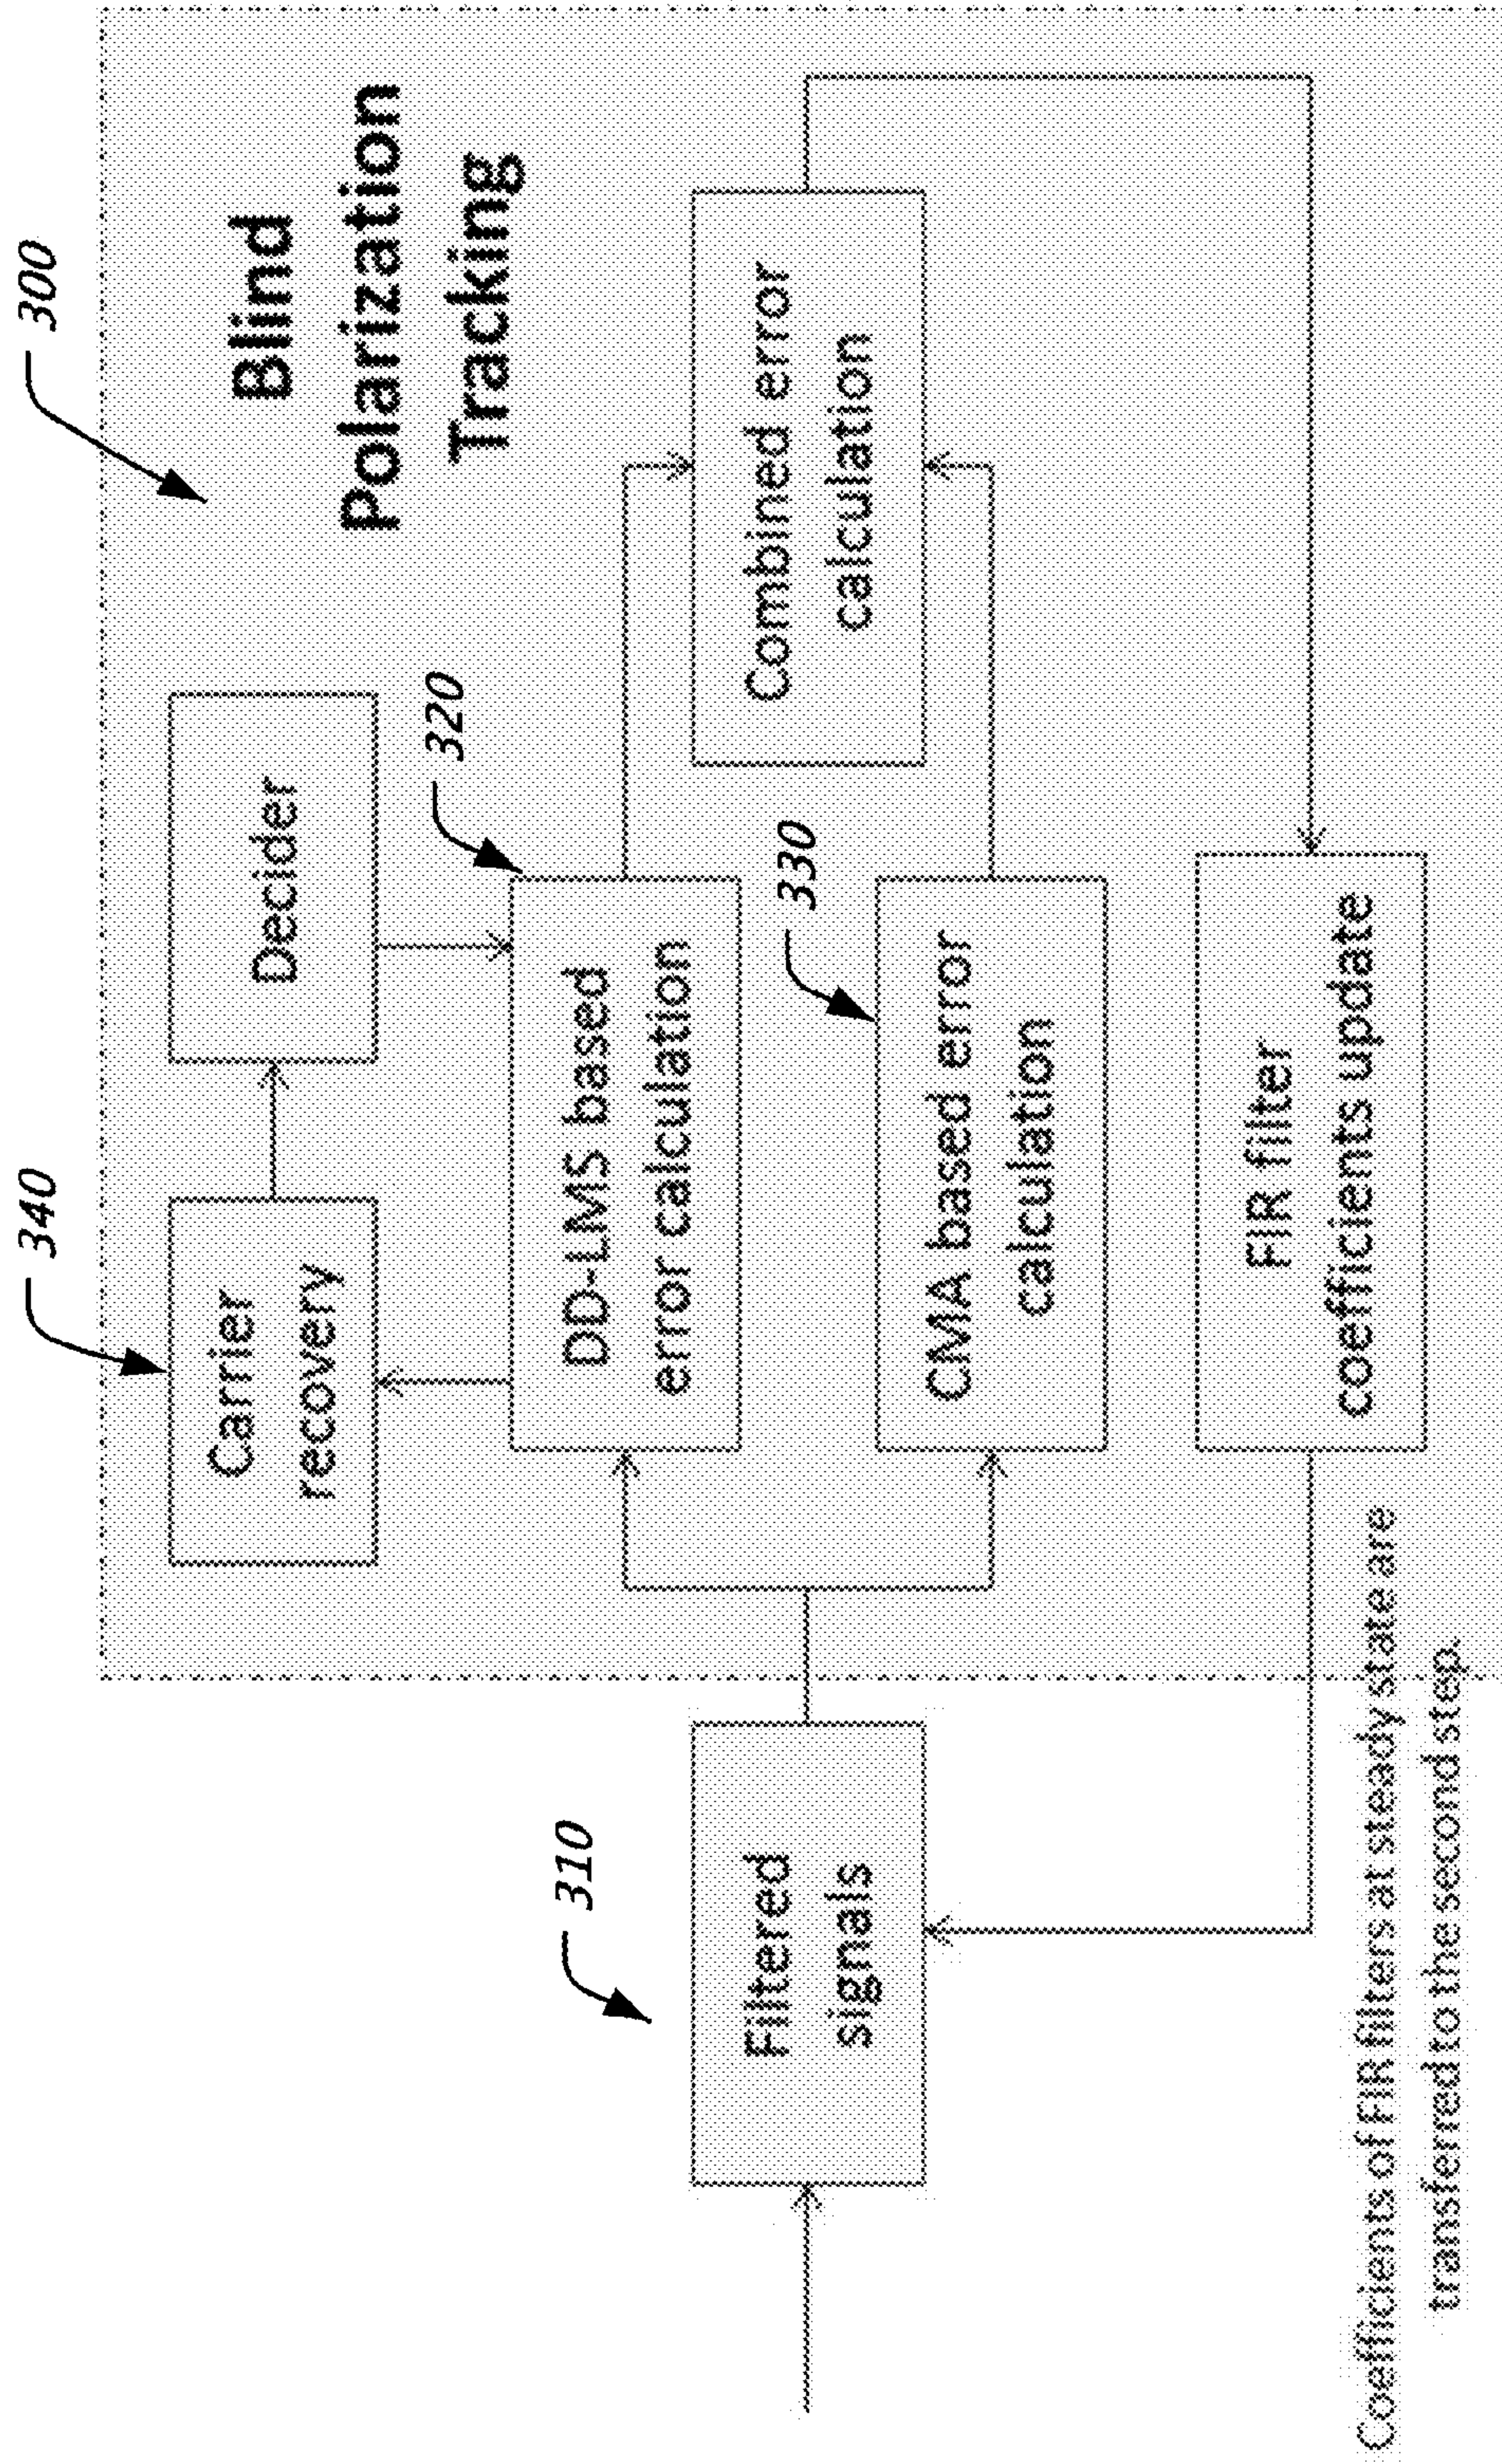 300
Blind
Polarization
Tracking
340
Carrier
recovery
Decider
320
DD-LMS based
error calculation
310
Filtered
signals
Combined error
calculation
330
CMA based error
calculation
FIR filter
coefficients update
Coefficients of FIR filters at steady state are
transferred to the second step.